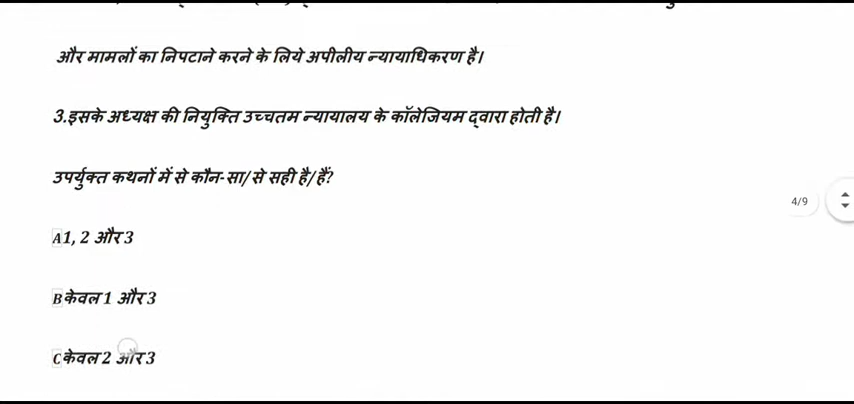 और मामलों का निपटाने करने के लिये अपीलीय न्यायाधिकरण है।
3.इसके अध्यक्ष की नियुक्ति उच्चतम न्यायालय के कॉलेजियम द्वारा होती है।
उपर्युक्त कथनों में से कौन-सा/से सही है/हैं?
4/9
A1, 2 और 3
Bकेवल 1 और 3
Cकेवल 2 और 3